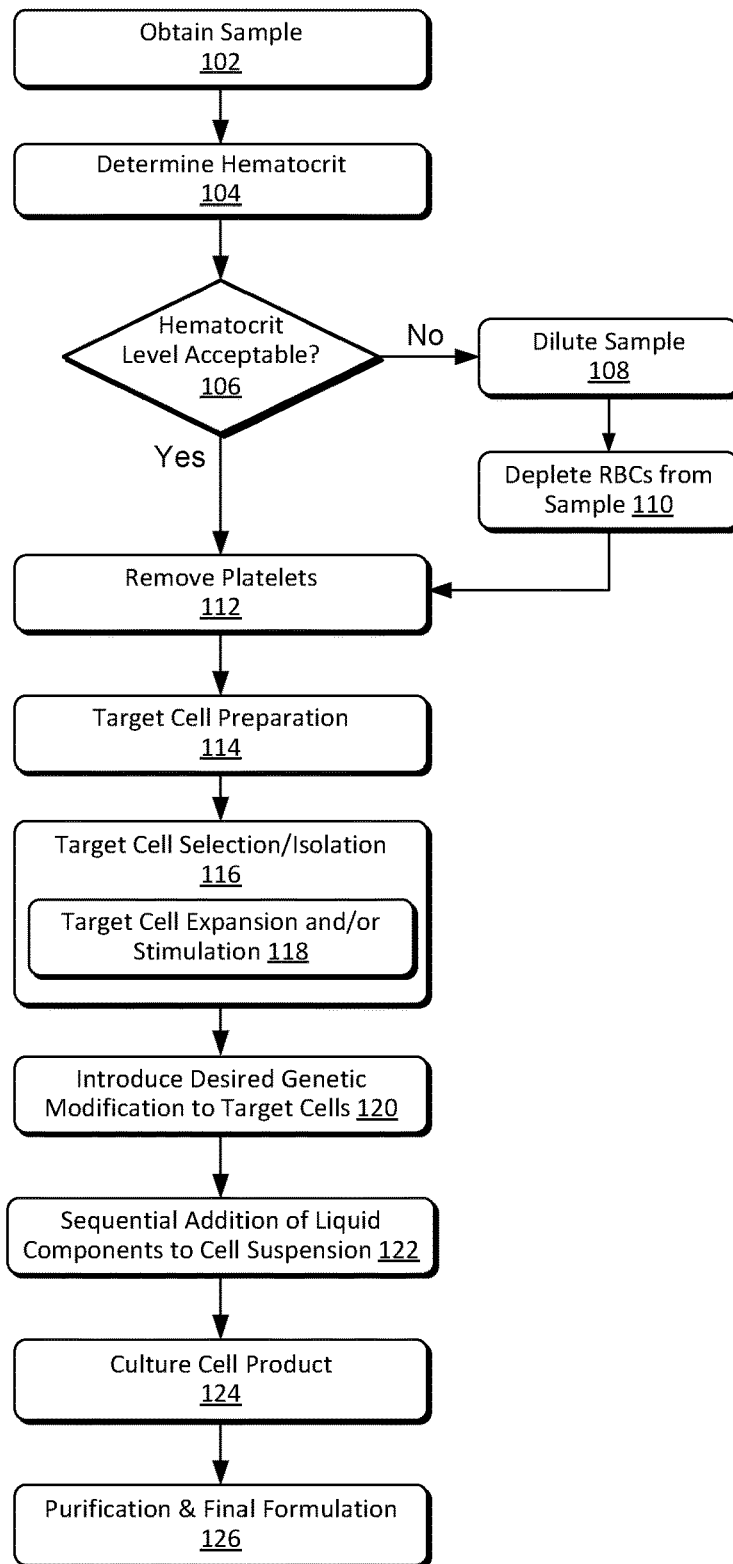 Obtain Sample
102
Determine Hematocrit
104
Hematocrit
Level Acceptable?
106
No
Dilute Sample
108
Yes
Deplete RBCs from
Sample 110
Remove Platelets
112
Target Cell Preparation
114
Target Cell Selection/Isolation
116
Target Cell Expansion and/or
Stimulation 118
Introduce Desired Genetic
Modification to Target Cells 120
Sequential Addition of Liquid
Components to Cell Suspension 122
Culture Cell Product
124
Purification & Final Formulation
126